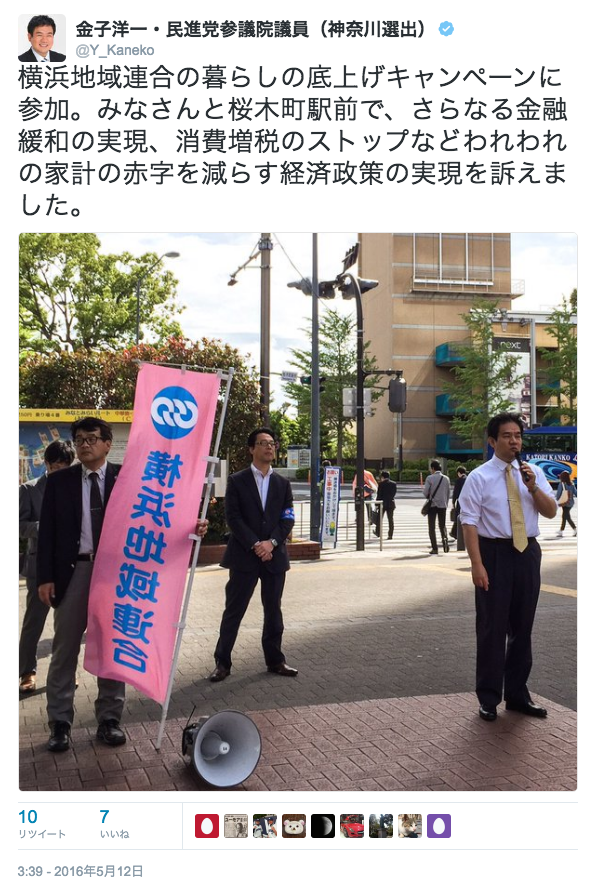 金子洋一・民進党参議院議員（神奈川選出）
@Y_Kaneko
横浜地域連合の暮らしの底上げキャンペーンに
参加。みなさんと桜木町駅前で、さらなる金融
緩和の実現、消費増税のストップなどわれわれ
の家計の赤字を減らす経済政策の実現を訴えま
した。
next
KATORI KANKO
横浜地域連合
10
リツイート
7
いいね
3:39 - 2016年5月12日